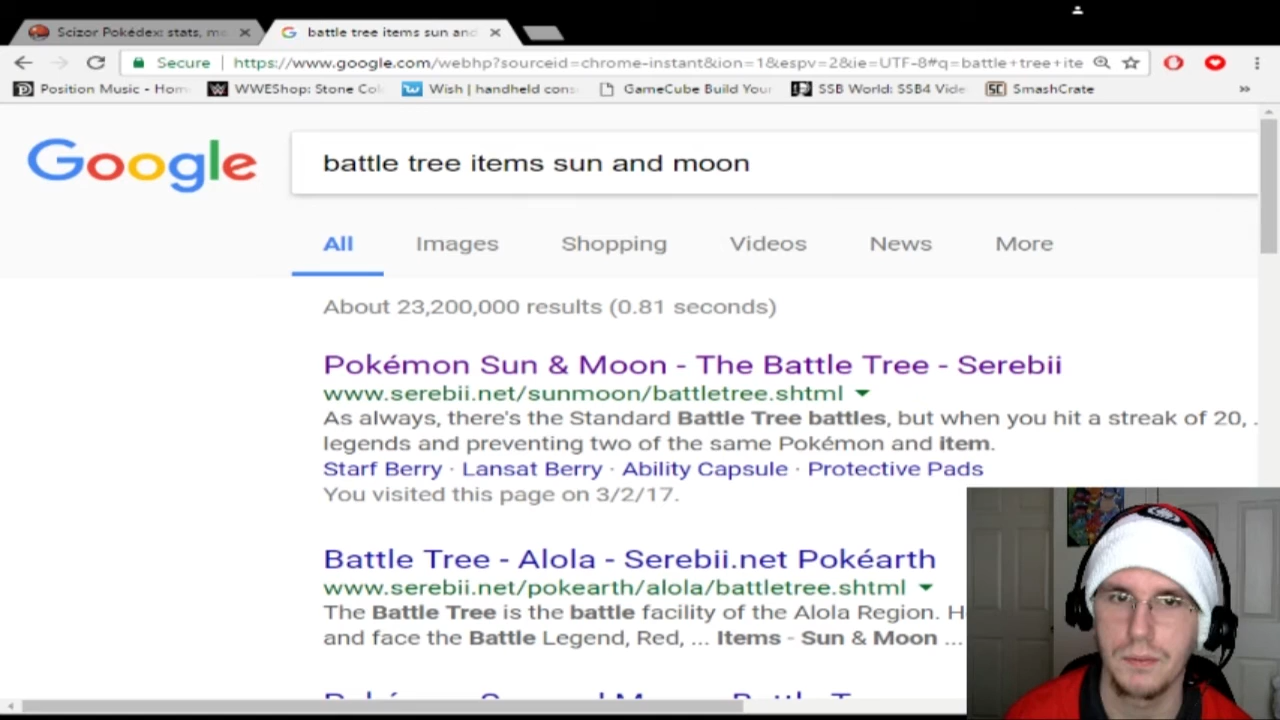 Scizor Pokédex: stats, mo
battle tree items sun and
Secure
https://www.google.com/webhp?sourceid=chrome-instant&ion=1&espv=2&ie=UTF-8#q=battle+tree+ite
Position Music - Hom
WWEShop: Stone Col
Wish | handheld cons
GameCube Build Your
SSB World: SSB4 Vide
SC SmashCrate
Google
battle tree items sun and moon
All Images Shopping Videos News More
About 23,200,000 results (0.81 seconds)
Pokémon Sun & Moon - The Battle Tree - Serebii
www.serebii.net/sunmoon/battletree.shtml
As always, there's the Standard Battle Tree battles, but when you hit a streak of 20, .
legends and preventing two of the same Pokémon and item.
Starf Berry · Lansat Berry · Ability Capsule · Protective Pads
You visited this page on 3/2/17.
Battle Tree - Alola - Serebii.net Pokéarth
www.serebii.net/pokearth/alola/battletree.shtml
The Battle Tree is the battle facility of the Alola Region. H
and face the Battle Legend, Red, ... Items - Sun & Moon ...